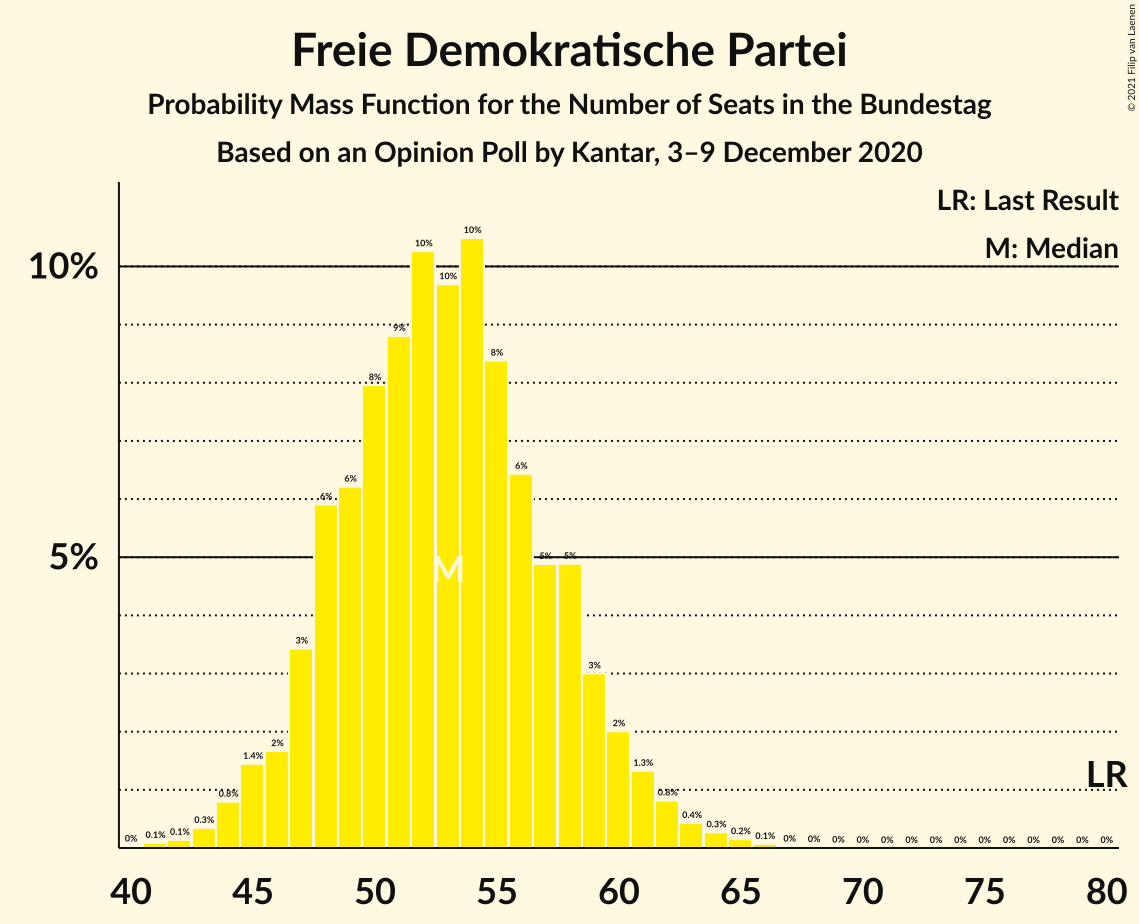 Freie Demokratische Partei
Probability Mass Function for the Number of Seats in the Bundestag
Based on an Opinion Poll by Kantar, 3–9 December 2020
© 2021 Filip van Laenen
LR: Last Result
M: Median
10%
5%
0% 0.1% 0.1% 0.3% 0.8% 1.4% 2% 3% 6% 6% 8% 9% 10% 10% 10% 8% 6% 5% 5% 3% 2% 1.3% 0.8% 0.4% 0.3% 0.2% 0.1% 0% 0% 0% 0% 0% 0% 0% 0% 0% 0% 0% 0% 0% 0%
M
LR
40 45 50 55 60 65 70 75 80